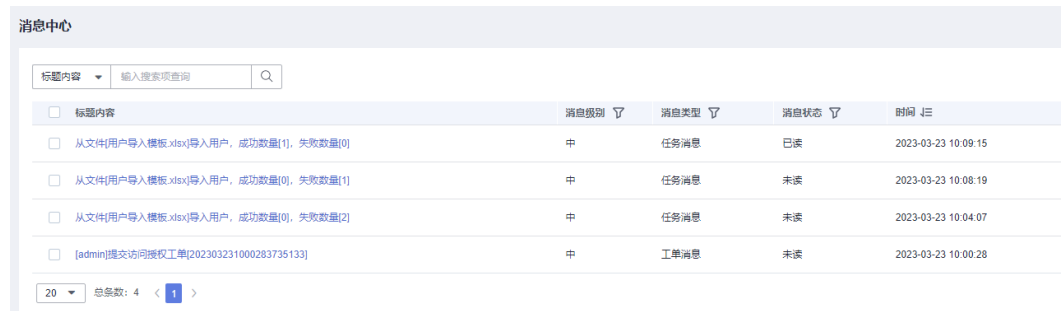 消息中心
标题内容 输入搜索项查询
标题内容 消息级别 消息类型 消息状态 时间
从文件[用户导入模板.xlsx]导入用户，成功数量[1]，失败数量[0] 中 任务消息 已读 2023-03-23 10:09:15
从文件[用户导入模板.xlsx]导入用户，成功数量[0]，失败数量[1] 中 任务消息 未读 2023-03-23 10:08:19
从文件[用户导入模板.xlsx]导入用户，成功数量[0]，失败数量[2] 中 任务消息 未读 2023-03-23 10:04:07
[admin]提交访问授权工单[202303231000283735133] 中 工单消息 未读 2023-03-23 10:00:28
20 总条数：4 < 1 >